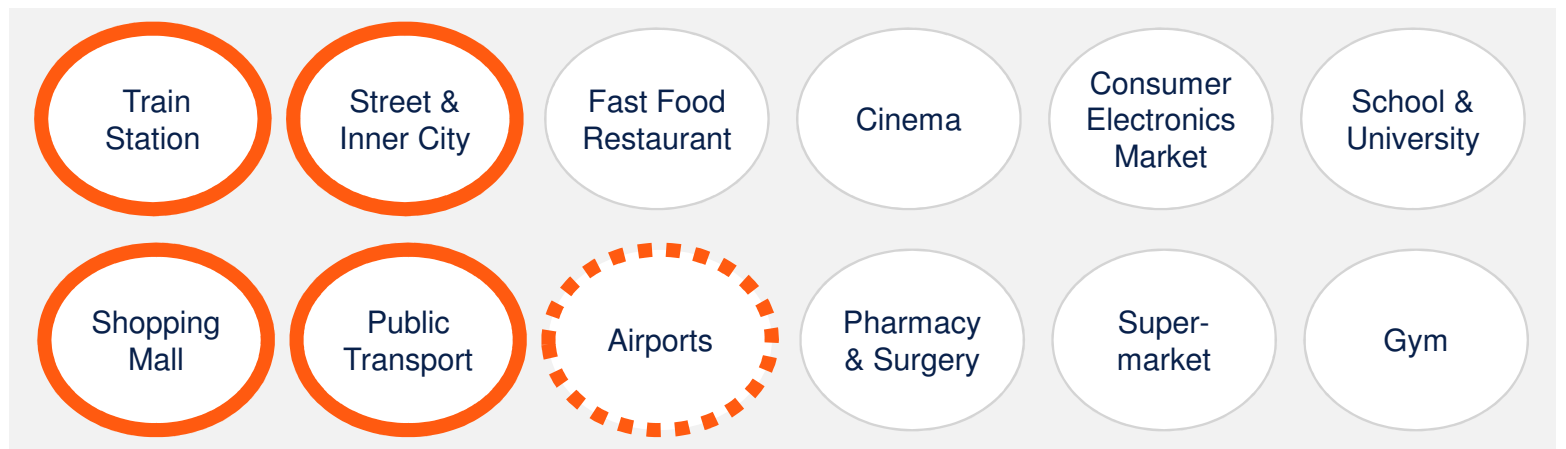 Train
Station
Street &
Inner City
Fast Food
Restaurant
Cinema
Consumer
Electronics
Market
School &
University
Shopping
Mall
Public
Transport
Airports
Pharmacy
& Surgery
Super-
market
Gym